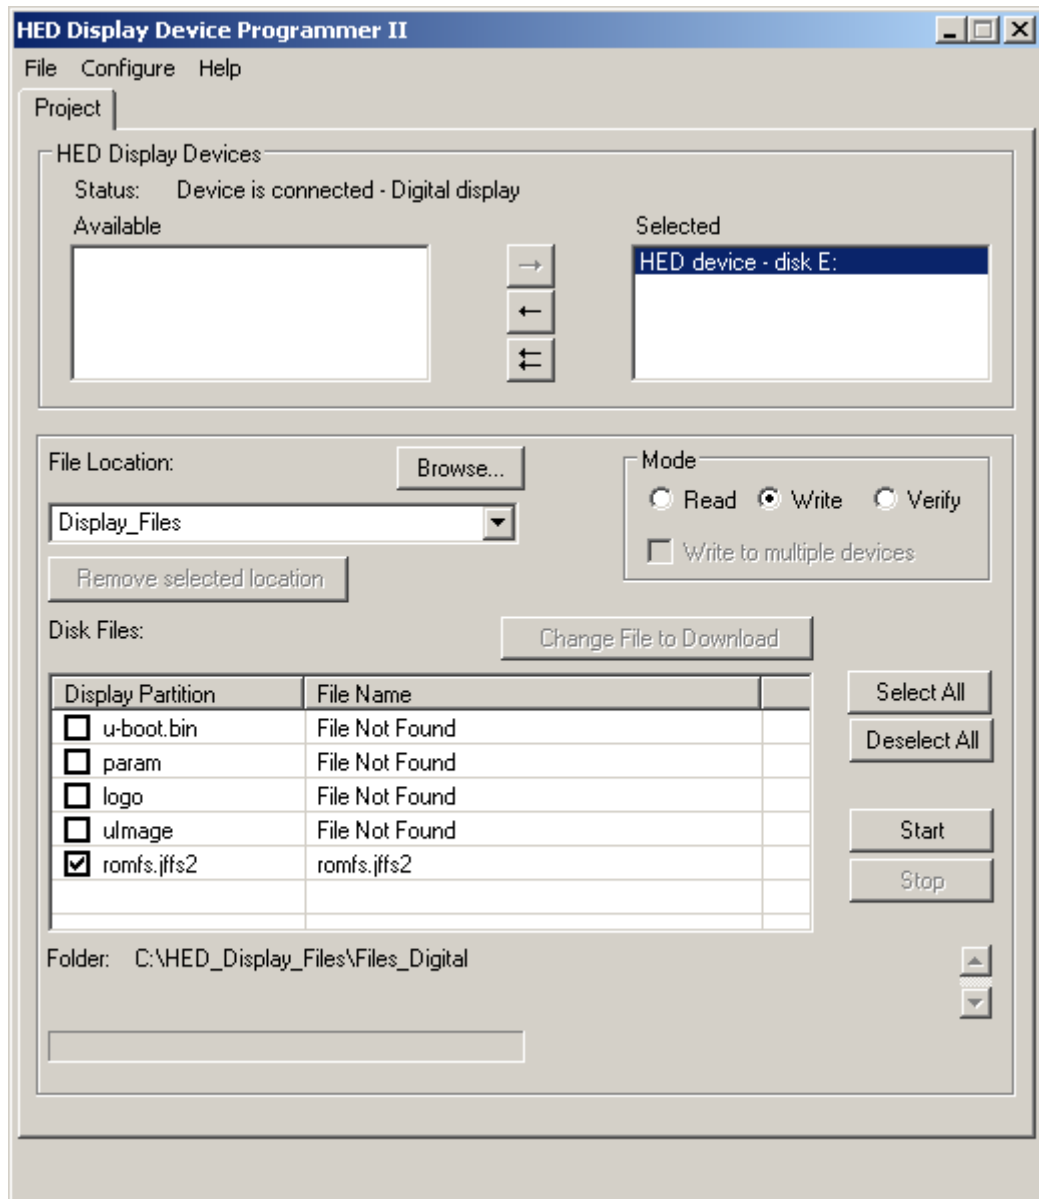 HED Display Device Programmer II
File Configure Help
Project
HED Display Devices
Status: Device is connected - Digital display
Available Selected
HED device - disk E:
File Location: Browse...
Mode
Read Write Verify
Display_Files
Write to multiple devices
Remove selected location
Disk Files: Change File to Download
Display Partition File Name
Select All
u-boot.bin File Not Found
Deselect All
param File Not Found
logo File Not Found
uImage File Not Found
Start
romfs.jffs2 romfs.jffs2
Stop
Folder: C:\HED_Display_Files\Files_Digital